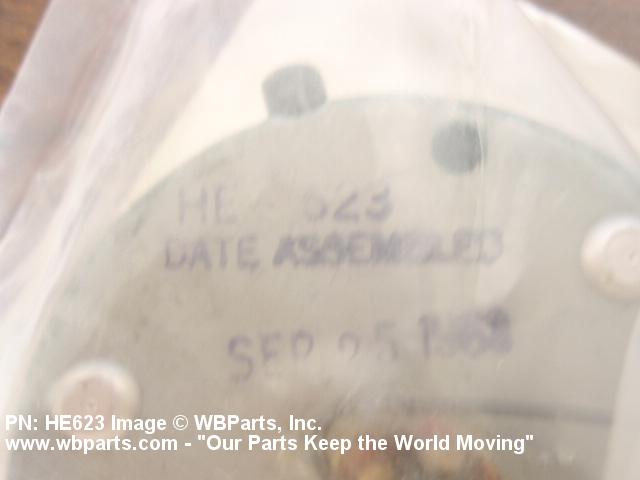 HE - 623
DATE ASSEMBLED
SEP 25 1968
PN: HE623 Image © WBParts, Inc.
www.wbparts.com - "Our Parts Keep the World Moving"